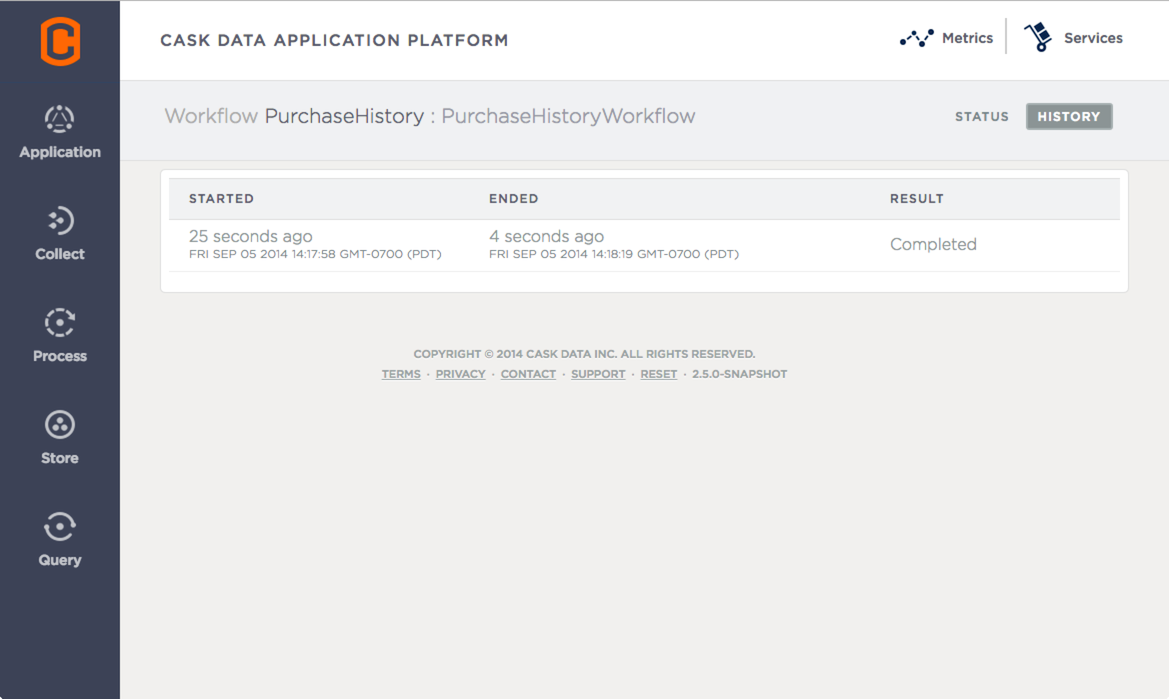 CASK DATA APPLICATION PLATFORM
Metrics
Services
Application
Collect
Process
Store
Query
Workflow PurchaseHistory : PurchaseHistoryWorkflow
STATUS
HISTORY
STARTED ENDED RESULT
25 seconds ago 4 seconds ago Completed
FRI SEP 05 2014 14:17:58 GMT-0700 (PDT) FRI SEP 05 2014 14:18:19 GMT-0700 (PDT)
COPYRIGHT © 2014 CASK DATA INC. ALL RIGHTS RESERVED.
TERMS · PRIVACY · CONTACT · SUPPORT · RESET · 2.5.0-SNAPSHOT